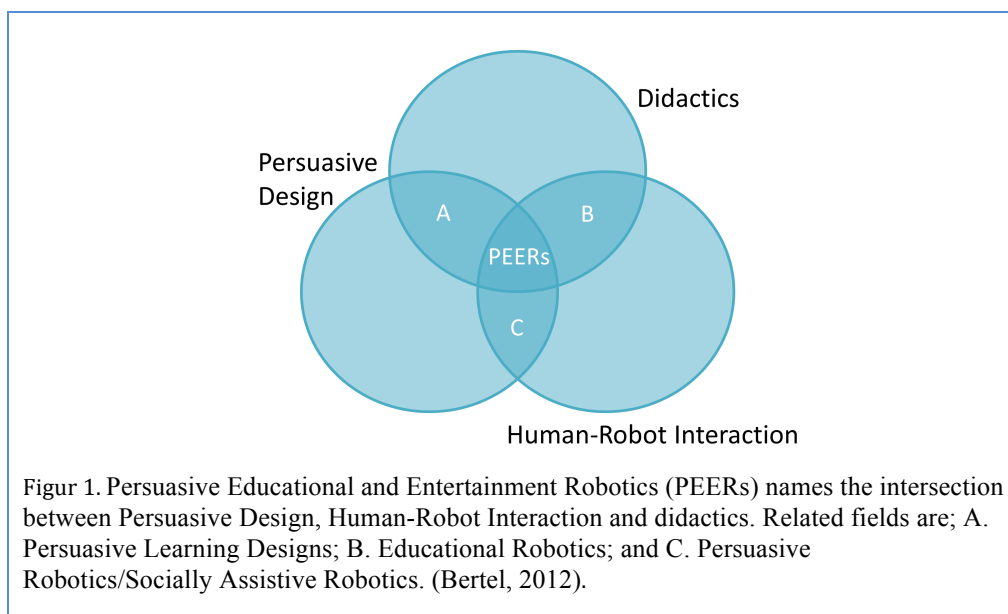 Didactics
Persuasive
Design
A
B
PEERs
C
Human-Robot Interaction
Figur 1. Persuasive Educational and Entertainment Robotics (PEERs) names the intersection
between Persuasive Design, Human-Robot Interaction and didactics. Related fields are; A.
Persuasive Learning Designs; B. Educational Robotics; and C. Persuasive
Robotics/Socially Assistive Robotics. (Bertel, 2012).